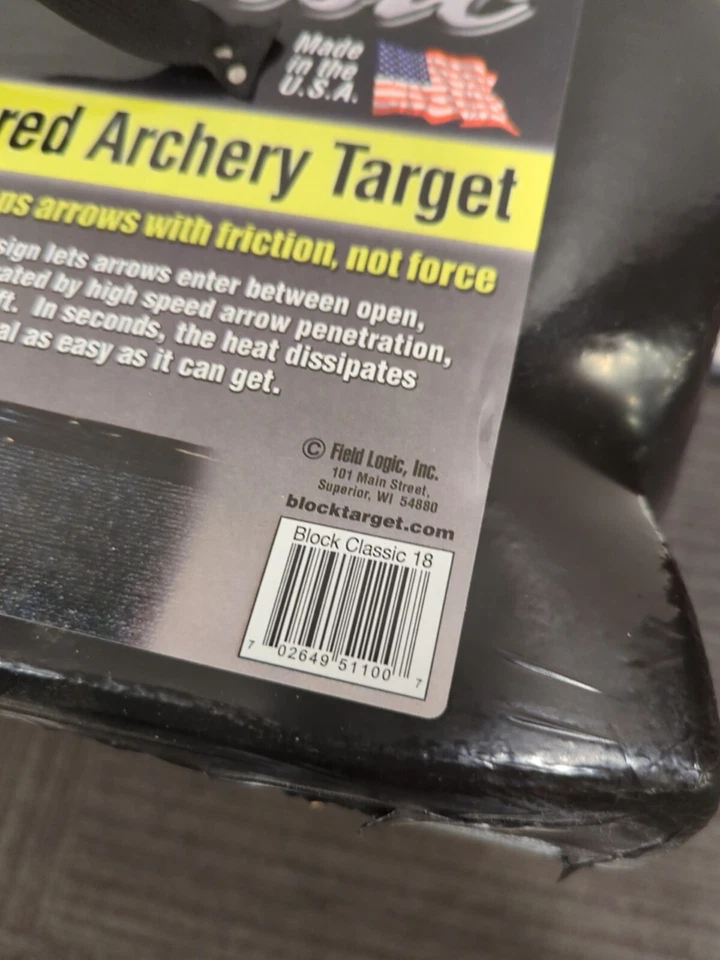 Made
in the
U.S.A.
red Archery Target
ps arrows with friction, not force
sign lets arrows enter between open,
ated by high speed arrow penetration,
ft. In seconds, the heat dissipates
al as easy as it can get.
© Field Logic, Inc.
101 Main Street,
Superior, WI 54880
blocktarget.com
Block Classic 18
7 02649 51100 7